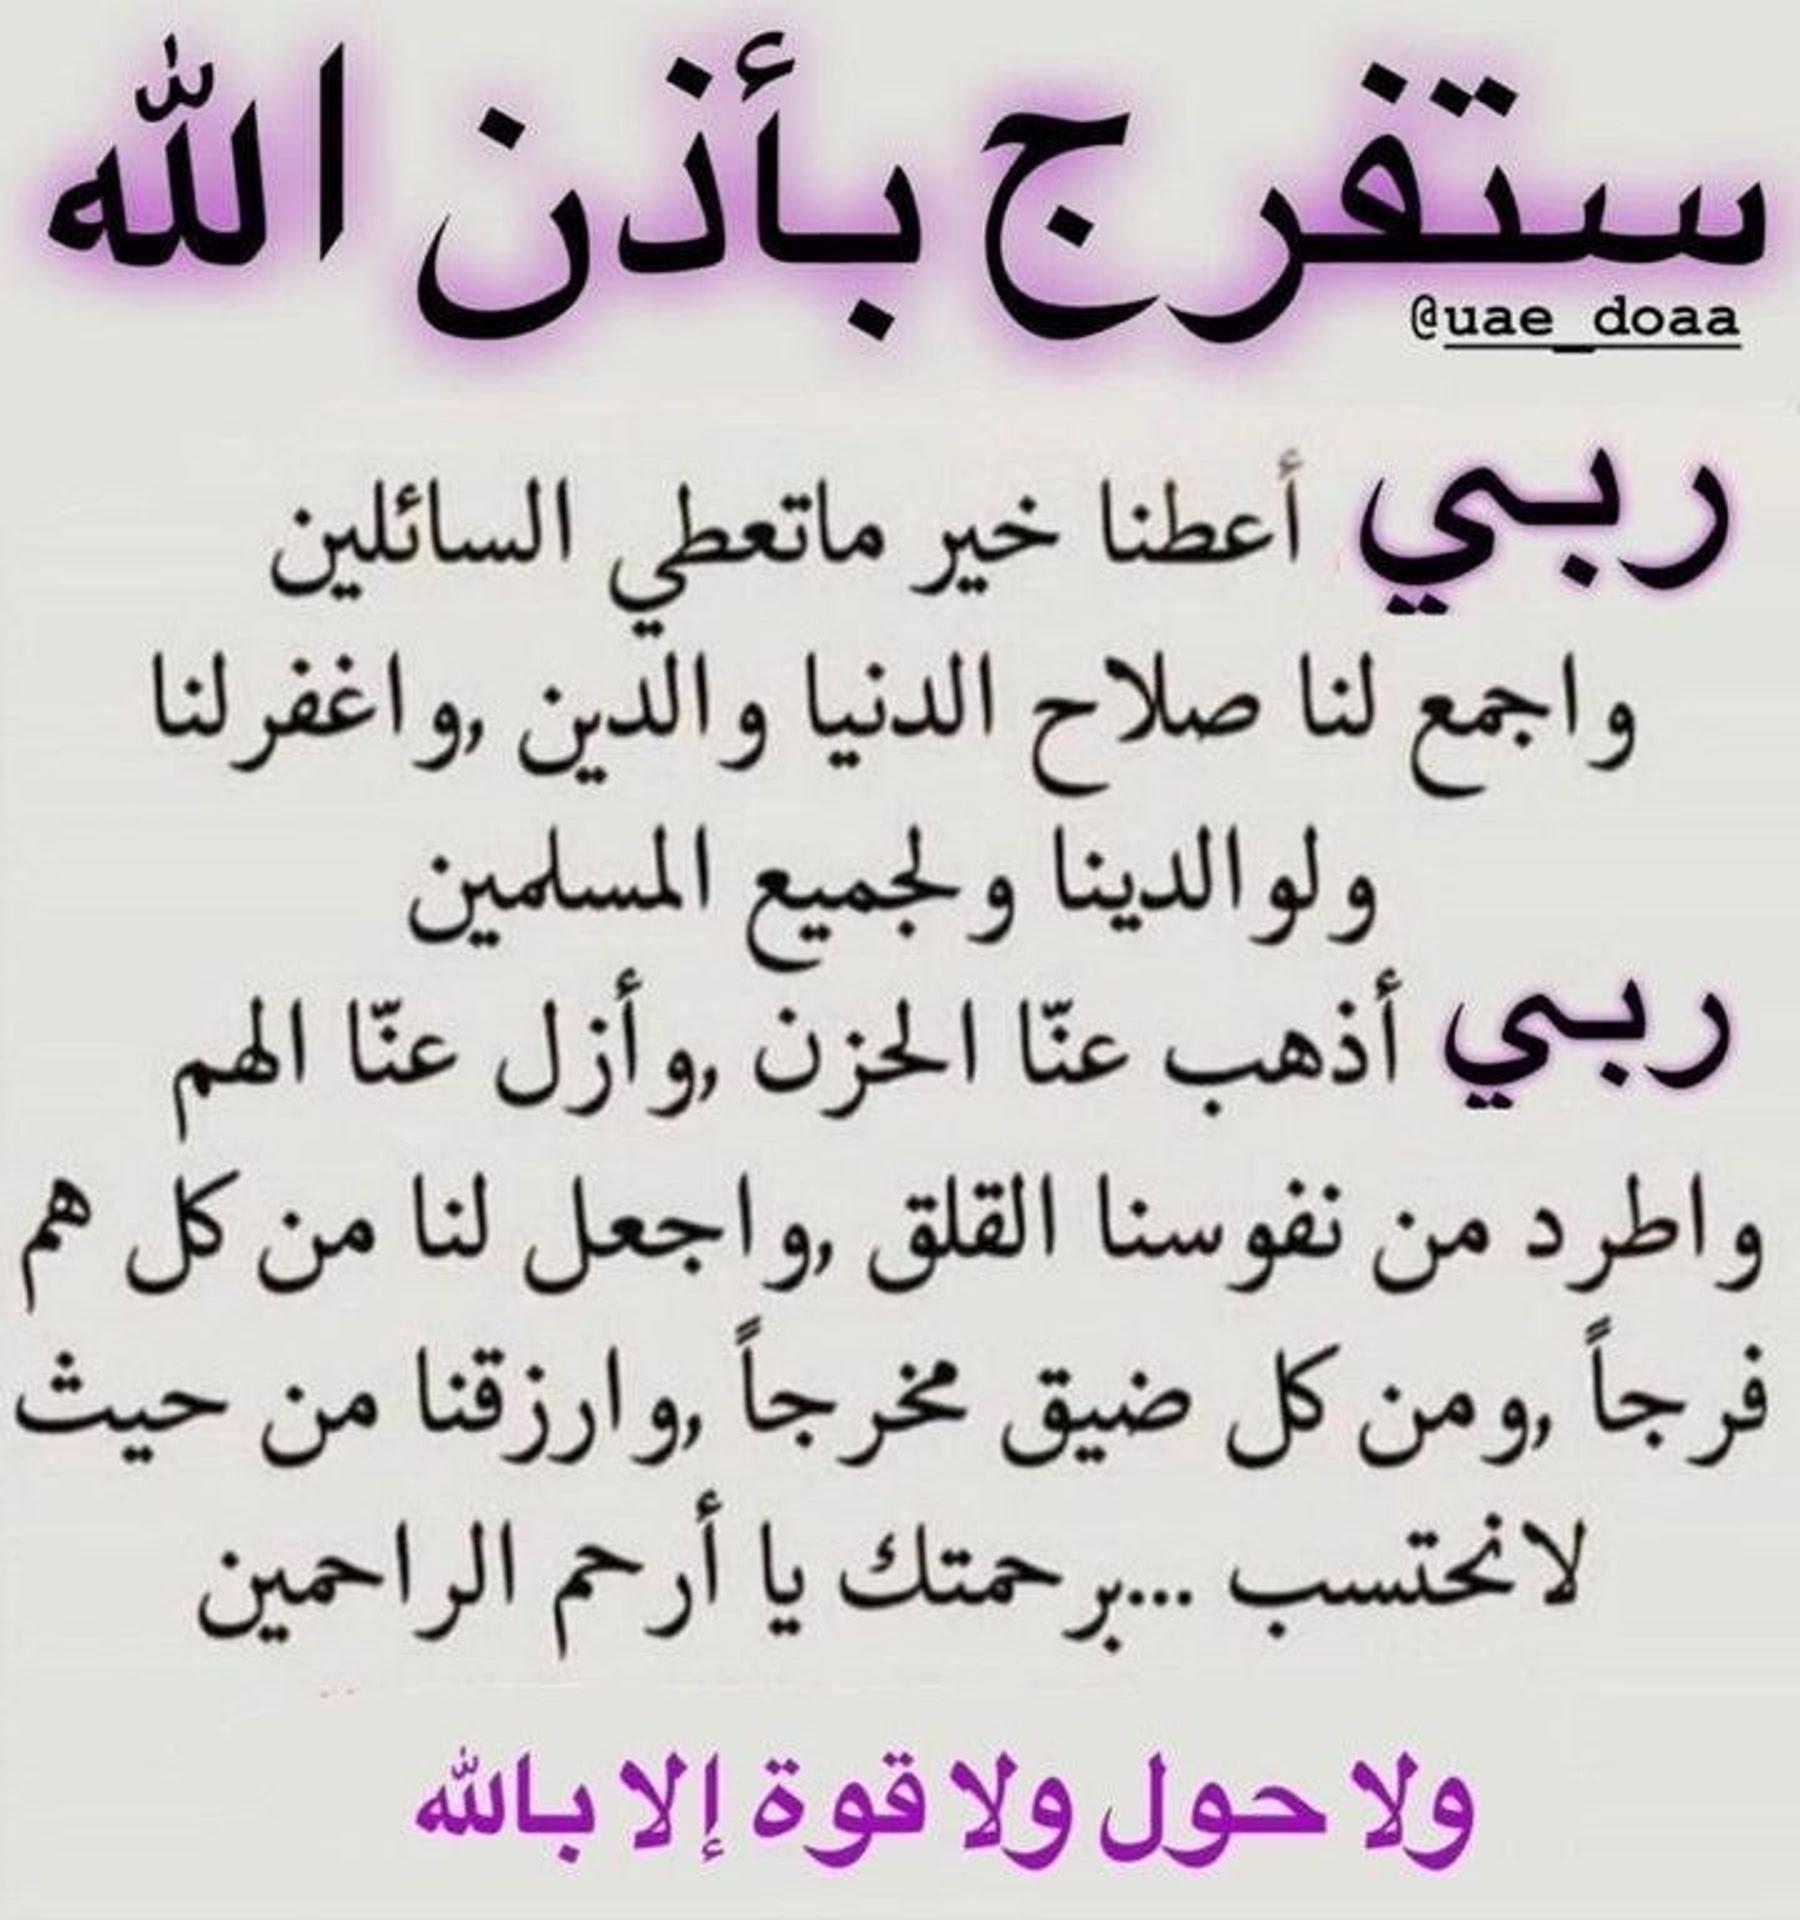 ستفرج بأذن الله
@uae_doaa
ربي أعطنا خير ماتعطي السائلين
واجمع لنا صلاح الدنيا والدين ,واغفرلنا
ولوالدينا ولجميع المسلمين
ربي أذهب عنّا الحزن ,وأزل عنّا الهم
واطرد من نفوسنا القلق ,واجعل لنا من كل هم
فرجاً ,ومن كل ضيق مخرجاً ,وارزقنا من حيث
لانحتسب ...برحمتك يا أرحم الراحمين
ولا حول ولا قوة إلا بالله